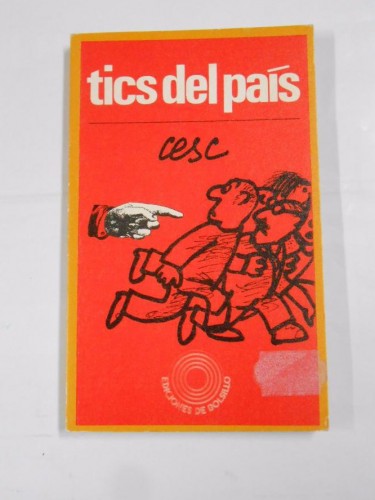 tics del país
cesc
EDICIONES DE BOLSILLO